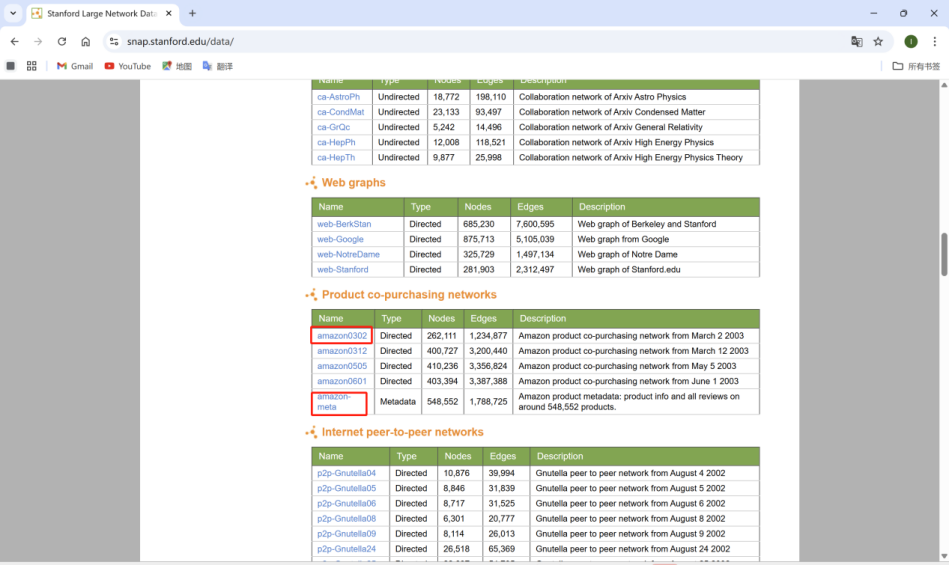 Stanford Large Network Data
snap.stanford.edu/data/
Gmail YouTube 地图 翻译 所有书签
Name Type Nodes Edges Description
ca-AstroPh Undirected 18,772 198,110 Collaboration network of Arxiv Astro Physics
ca-CondMat Undirected 23,133 93,497 Collaboration network of Arxiv Condensed Matter
ca-GrQc Undirected 5,242 14,496 Collaboration network of Arxiv General Relativity
ca-HepPh Undirected 12,008 118,521 Collaboration network of Arxiv High Energy Physics
ca-HepTh Undirected 9,877 25,998 Collaboration network of Arxiv High Energy Physics Theory
Web graphs
Name Type Nodes Edges Description
web-BerkStan Directed 685,230 7,600,595 Web graph of Berkeley and Stanford
web-Google Directed 875,713 5,105,039 Web graph from Google
web-NotreDame Directed 325,729 1,497,134 Web graph of Notre Dame
web-Stanford Directed 281,903 2,312,497 Web graph of Stanford.edu
Product co-purchasing networks
Name Type Nodes Edges Description
amazon0302 Directed 262,111 1,234,877 Amazon product co-purchasing network from March 2 2003
amazon0312 Directed 400,727 3,200,440 Amazon product co-purchasing network from March 12 2003
amazon0505 Directed 410,236 3,356,824 Amazon product co-purchasing network from May 5 2003
amazon0601 Directed 403,394 3,387,388 Amazon product co-purchasing network from June 1 2003
amazon-
meta Metadata 548,552 1,788,725 Amazon product metadata: product info and all reviews on
around 548,552 products.
Internet peer-to-peer networks
Name Type Nodes Edges Description
p2p-Gnutella04 Directed 10,876 39,994 Gnutella peer to peer network from August 4 2002
p2p-Gnutella05 Directed 8,846 31,839 Gnutella peer to peer network from August 5 2002
p2p-Gnutella06 Directed 8,717 31,525 Gnutella peer to peer network from August 6 2002
p2p-Gnutella08 Directed 6,301 20,777 Gnutella peer to peer network from August 8 2002
p2p-Gnutella09 Directed 8,114 26,013 Gnutella peer to peer network from August 9 2002
p2p-Gnutella24 Directed 26,518 65,369 Gnutella peer to peer network from August 24 2002